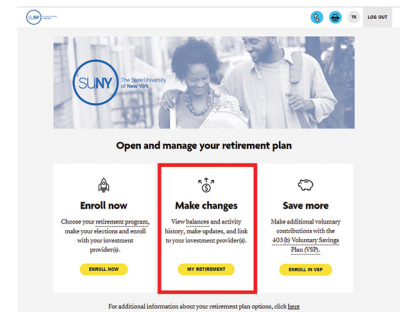 SUNY
TS
LOG OUT
SUNY
The State University
of New York
Open and manage your retirement plan
Enroll now
Choose your retirement program,
make your elections and enroll
with your investment
provider(s).
ENROLL NOW
Make changes
View balances and activity
history, make updates, and link
to your investment provider(s).
MY RETIREMENT
Save more
Make additional voluntary
contributions with the
403(b) Voluntary Savings
Plan (VSP).
ENROLL IN VSP
For additional information about your retirement plan options, click here